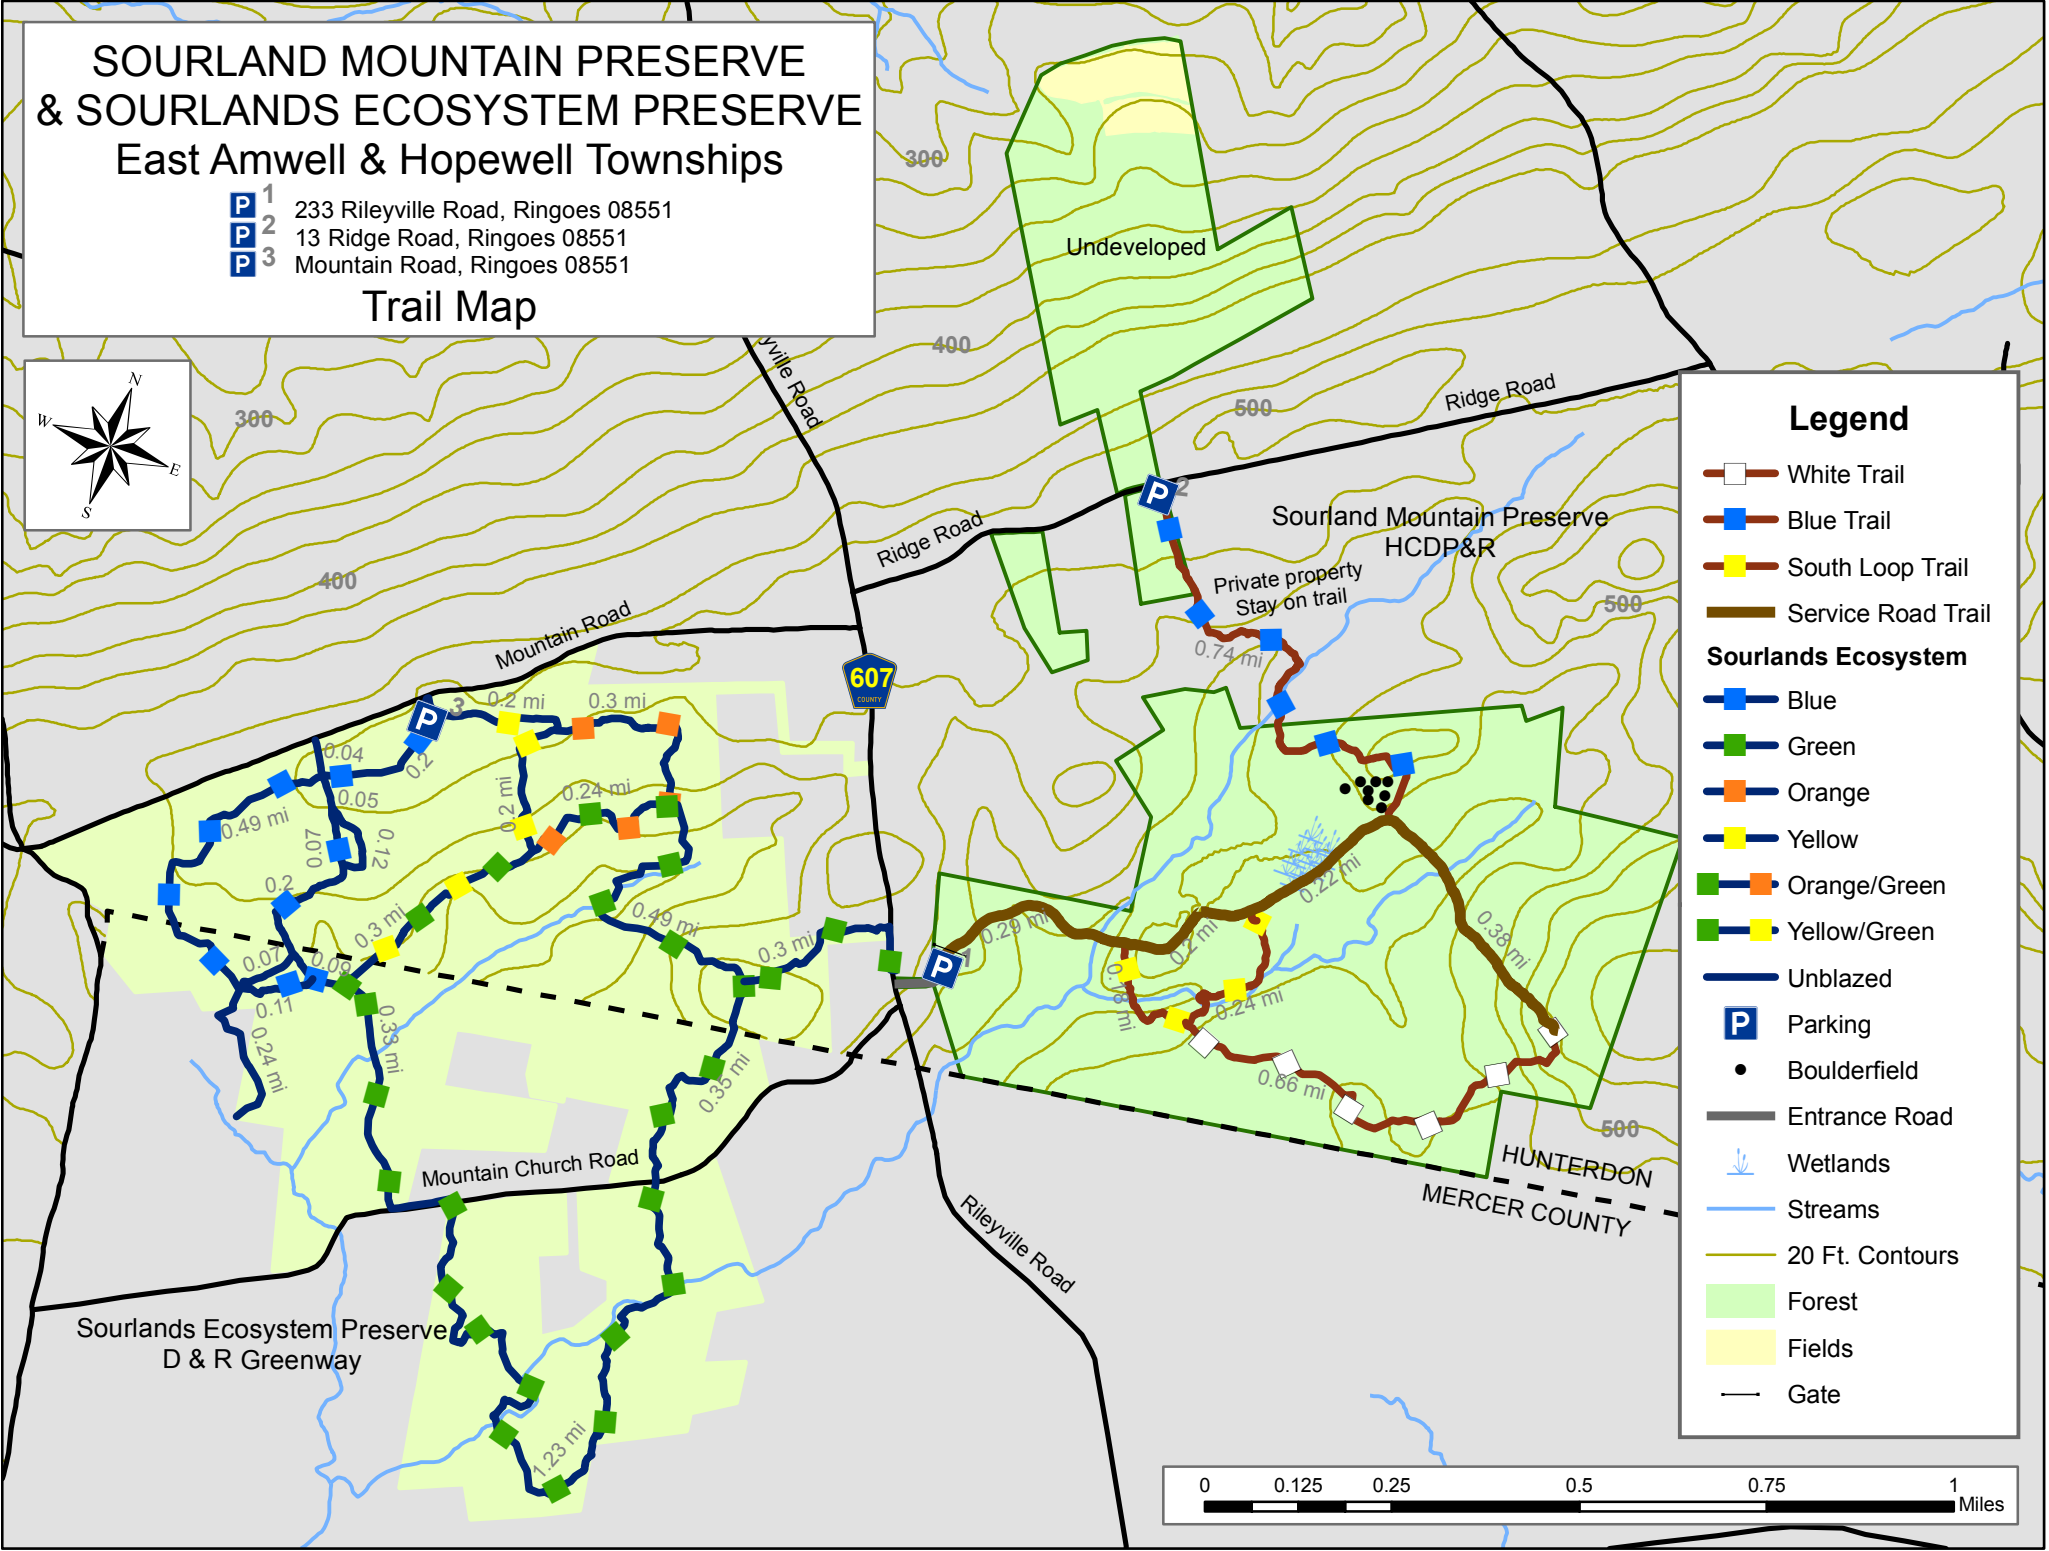 SOURLAND MOUNTAIN PRESERVE
& SOURLANDS ECOSYSTEM PRESERVE
East Amwell & Hopewell Townships
P 1 233 Rileyville Road, Ringoes 08551
P 2 13 Ridge Road, Ringoes 08551
P 3 Mountain Road, Ringoes 08551
Trail Map
N
W
E
S
300
300
400
400
500
500
500
Undeveloped
yville Road
Ridge Road
Ridge Road
P 2
Sourland Mountain Preserve
HCDP&R
Private property
Stay on trail
0.74 mi
Mountain Road
607
COUNTY
P 3
0.2 mi
0.3 mi
0.04
0.2
0.05
0.49 mi
0.07
0.12
0.2 mi
0.24 mi
0.2
0.3 mi
0.49 mi
0.3 mi
0.07
0.09
0.11
0.24 mi
0.33 mi
0.35 mi
P 1
0.29 mi
0.22 mi
0.2 mi
0.18 mi
0.24 mi
0.38 mi
0.66 mi
Mountain Church Road
Rileyville Road
HUNTERDON
MERCER COUNTY
Sourlands Ecosystem Preserve
D & R Greenway
1.23 mi
Legend
White Trail
Blue Trail
South Loop Trail
Service Road Trail
Sourlands Ecosystem
Blue
Green
Orange
Yellow
Orange/Green
Yellow/Green
Unblazed
P Parking
Boulderfield
Entrance Road
Wetlands
Streams
20 Ft. Contours
Forest
Fields
Gate
0 0.125 0.25 0.5 0.75 1
Miles